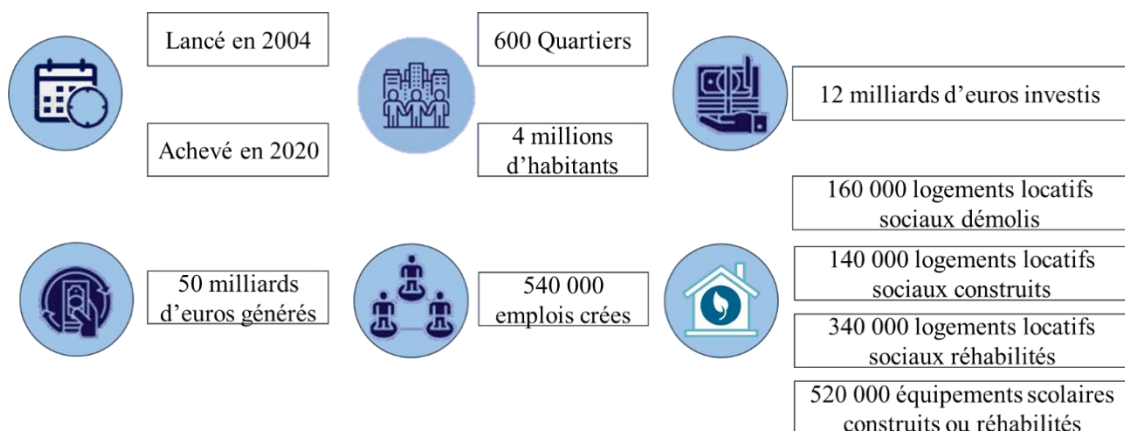 Lancé en 2004
Achevé en 2020
600 Quartiers
4 millions
d’habitants
12 milliards d’euros investis
50 milliards
d’euros générés
540 000
emplois crées
160 000 logements locatifs
sociaux démolis
140 000 logements locatifs
sociaux construits
340 000 logements locatifs
sociaux réhabilités
520 000 équipements scolaires
construits ou réhabilités